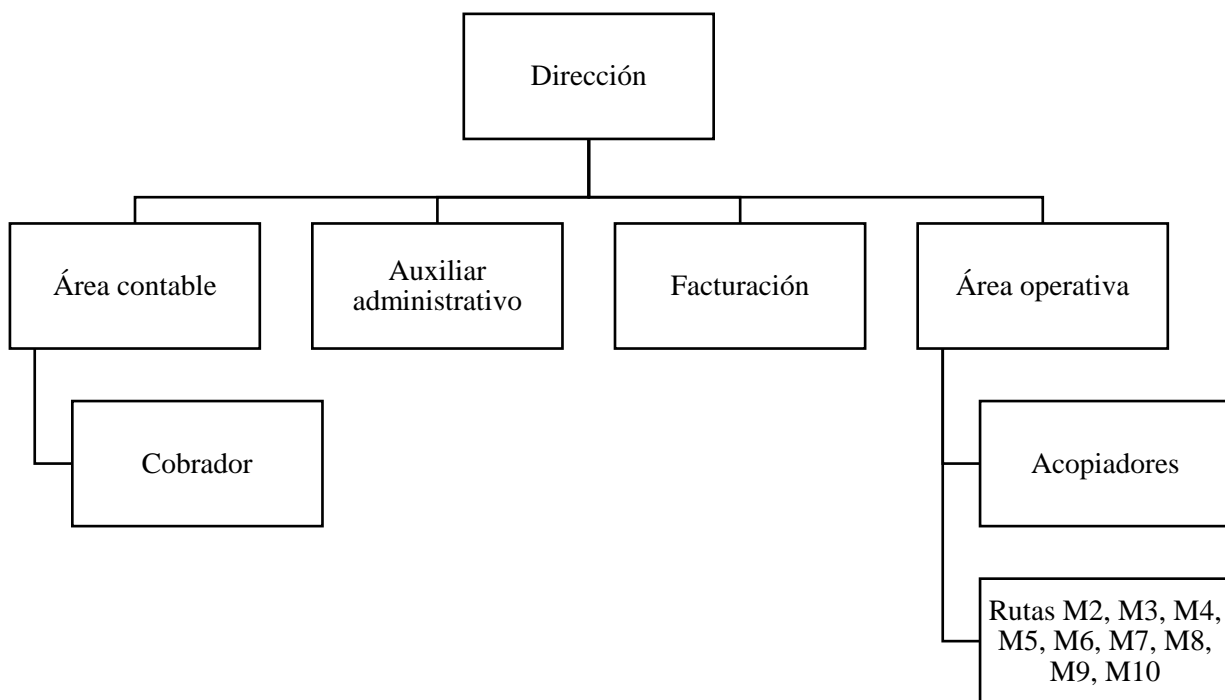 Dirección
Área contable
Auxiliar
administrativo
Facturación
Área operativa
Cobrador
Acopiadores
Rutas M2, M3, M4,
M5, M6, M7, M8,
M9, M10